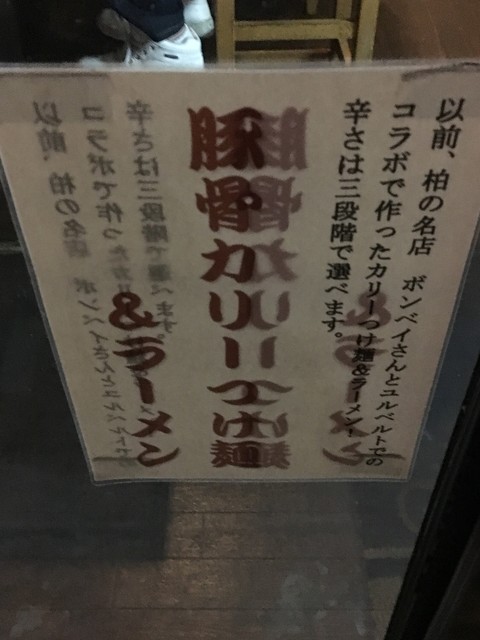 以前、柏の名店　ボンベイさんとユルベルトでの
コラボで作ったカリーつけ麺&ラーメン！
辛さは三段階で選べます。
豚骨カリーつけ麺
&ラーメン